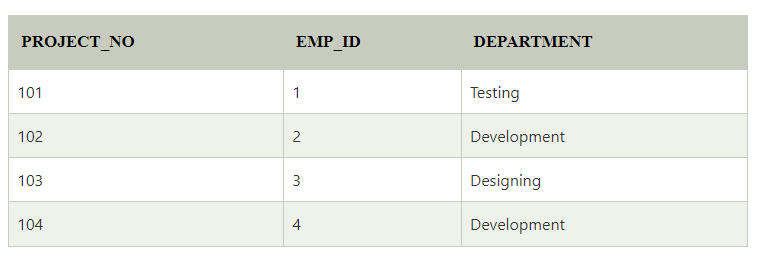 PROJECT_NO EMP_ID DEPARTMENT
101 1 Testing
102 2 Development
103 3 Designing
104 4 Development